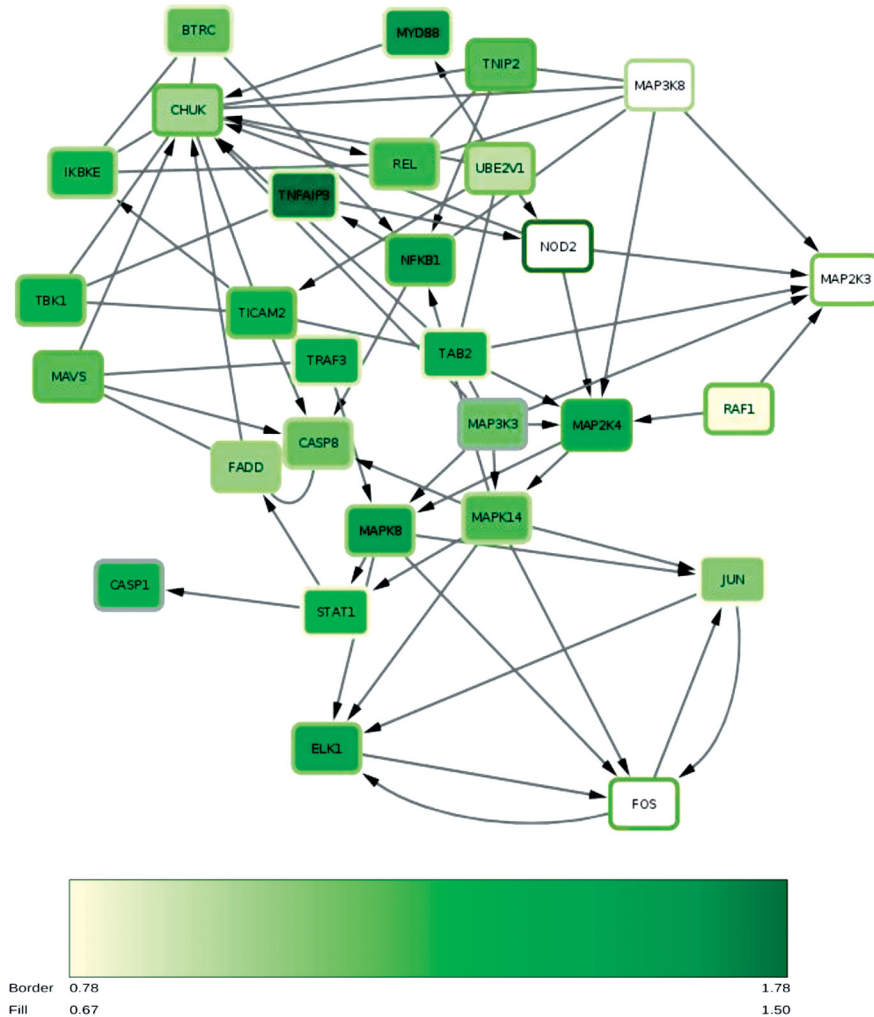 BTRC
MYD88
TNIP2
MAP3K8
CHUK
REL
UBE2V1
IKBKE
TNFAIP3
NOD2
NFKB1
MAP2K3
TBK1
TICAM2
TRAF3
TAB2
MAVS
RAF1
MAP3K3
MAP2K4
CASP8
FADD
MAPK14
MAPK8
CASP1
JUN
STAT1
ELK1
FOS
Border 0.78 1.78
Fill 0.67 1.50